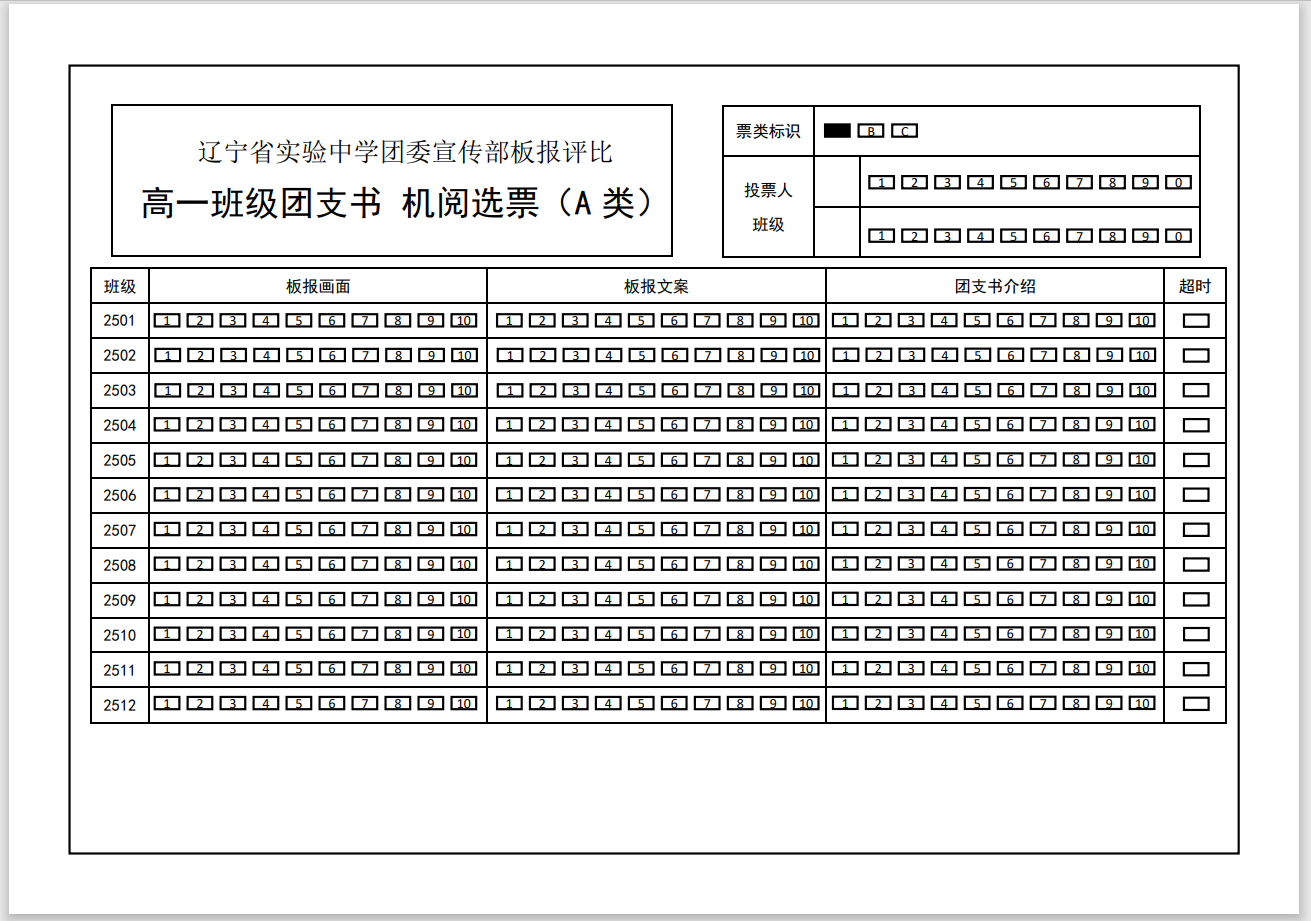 辽宁省实验中学团委宣传部板报评比
高一班级团支书 机阅选票（A 类）
票类标识 B C
投票人
班级
1 2 3 4 5 6 7 8 9 0
1 2 3 4 5 6 7 8 9 0
班级 板报画面 板报文案 团支书介绍 超时
2501 1 2 3 4 5 6 7 8 9 10 1 2 3 4 5 6 7 8 9 10 1 2 3 4 5 6 7 8 9 10
2502 1 2 3 4 5 6 7 8 9 10 1 2 3 4 5 6 7 8 9 10 1 2 3 4 5 6 7 8 9 10
2503 1 2 3 4 5 6 7 8 9 10 1 2 3 4 5 6 7 8 9 10 1 2 3 4 5 6 7 8 9 10
2504 1 2 3 4 5 6 7 8 9 10 1 2 3 4 5 6 7 8 9 10 1 2 3 4 5 6 7 8 9 10
2505 1 2 3 4 5 6 7 8 9 10 1 2 3 4 5 6 7 8 9 10 1 2 3 4 5 6 7 8 9 10
2506 1 2 3 4 5 6 7 8 9 10 1 2 3 4 5 6 7 8 9 10 1 2 3 4 5 6 7 8 9 10
2507 1 2 3 4 5 6 7 8 9 10 1 2 3 4 5 6 7 8 9 10 1 2 3 4 5 6 7 8 9 10
2508 1 2 3 4 5 6 7 8 9 10 1 2 3 4 5 6 7 8 9 10 1 2 3 4 5 6 7 8 9 10
2509 1 2 3 4 5 6 7 8 9 10 1 2 3 4 5 6 7 8 9 10 1 2 3 4 5 6 7 8 9 10
2510 1 2 3 4 5 6 7 8 9 10 1 2 3 4 5 6 7 8 9 10 1 2 3 4 5 6 7 8 9 10
2511 1 2 3 4 5 6 7 8 9 10 1 2 3 4 5 6 7 8 9 10 1 2 3 4 5 6 7 8 9 10
2512 1 2 3 4 5 6 7 8 9 10 1 2 3 4 5 6 7 8 9 10 1 2 3 4 5 6 7 8 9 10